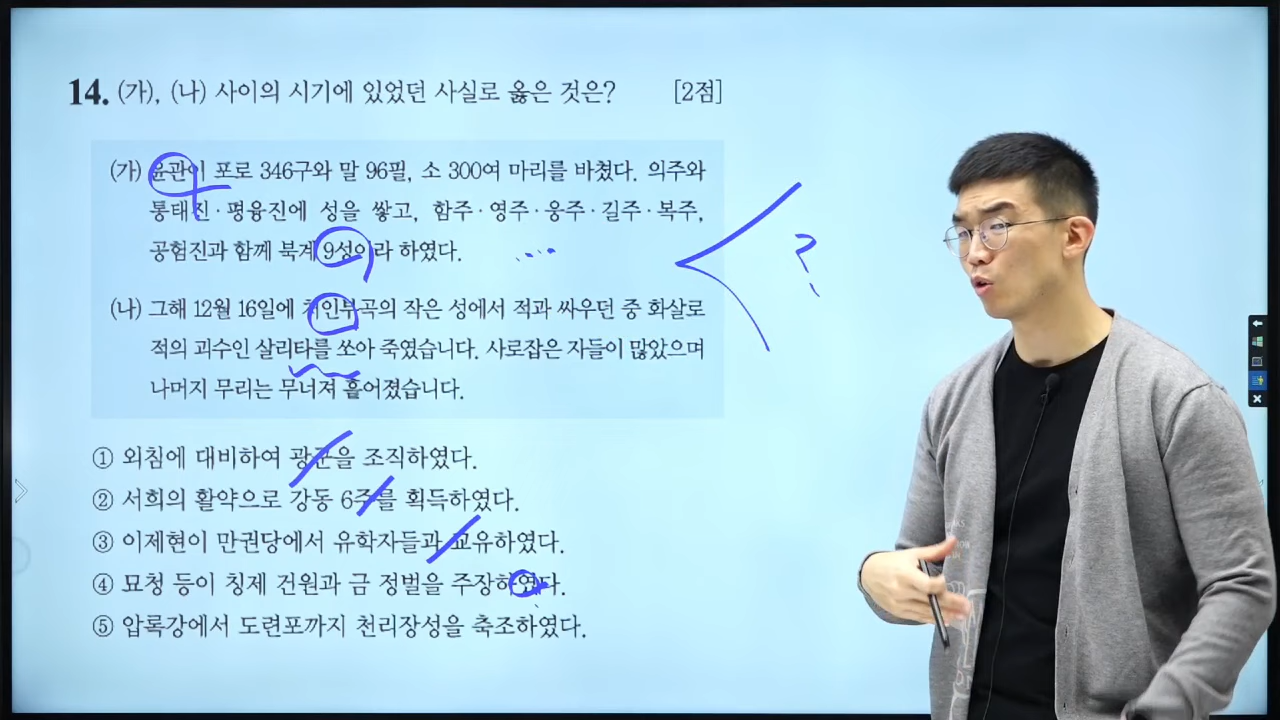 14. (가), (나) 사이의 시기에 있었던 사실로 옳은 것은? [2점]
(가) 윤관이 포로 346구와 말 96필, 소 300여 마리를 바쳤다. 의주와
통태진·평융진에 성을 쌓고, 함주·영주·웅주·길주·복주,
공험진과 함께 북계 9성이라 하였다.
...
?
(나) 그해 12월 16일에 처인부곡의 작은 성에서 적과 싸우던 중 화살로
적의 괴수인 살리타를 쏘아 죽였습니다. 사로잡은 자들이 많았으며
나머지 무리는 무너져 흩어졌습니다.
① 외침에 대비하여 광군을 조직하였다.
② 서희의 활약으로 강동 6주를 획득하였다.
③ 이제현이 만권당에서 유학자들과 교유하였다.
④ 묘청 등이 칭제 건원과 금 정벌을 주장하였다.
⑤ 압록강에서 도련포까지 천리장성을 축조하였다.